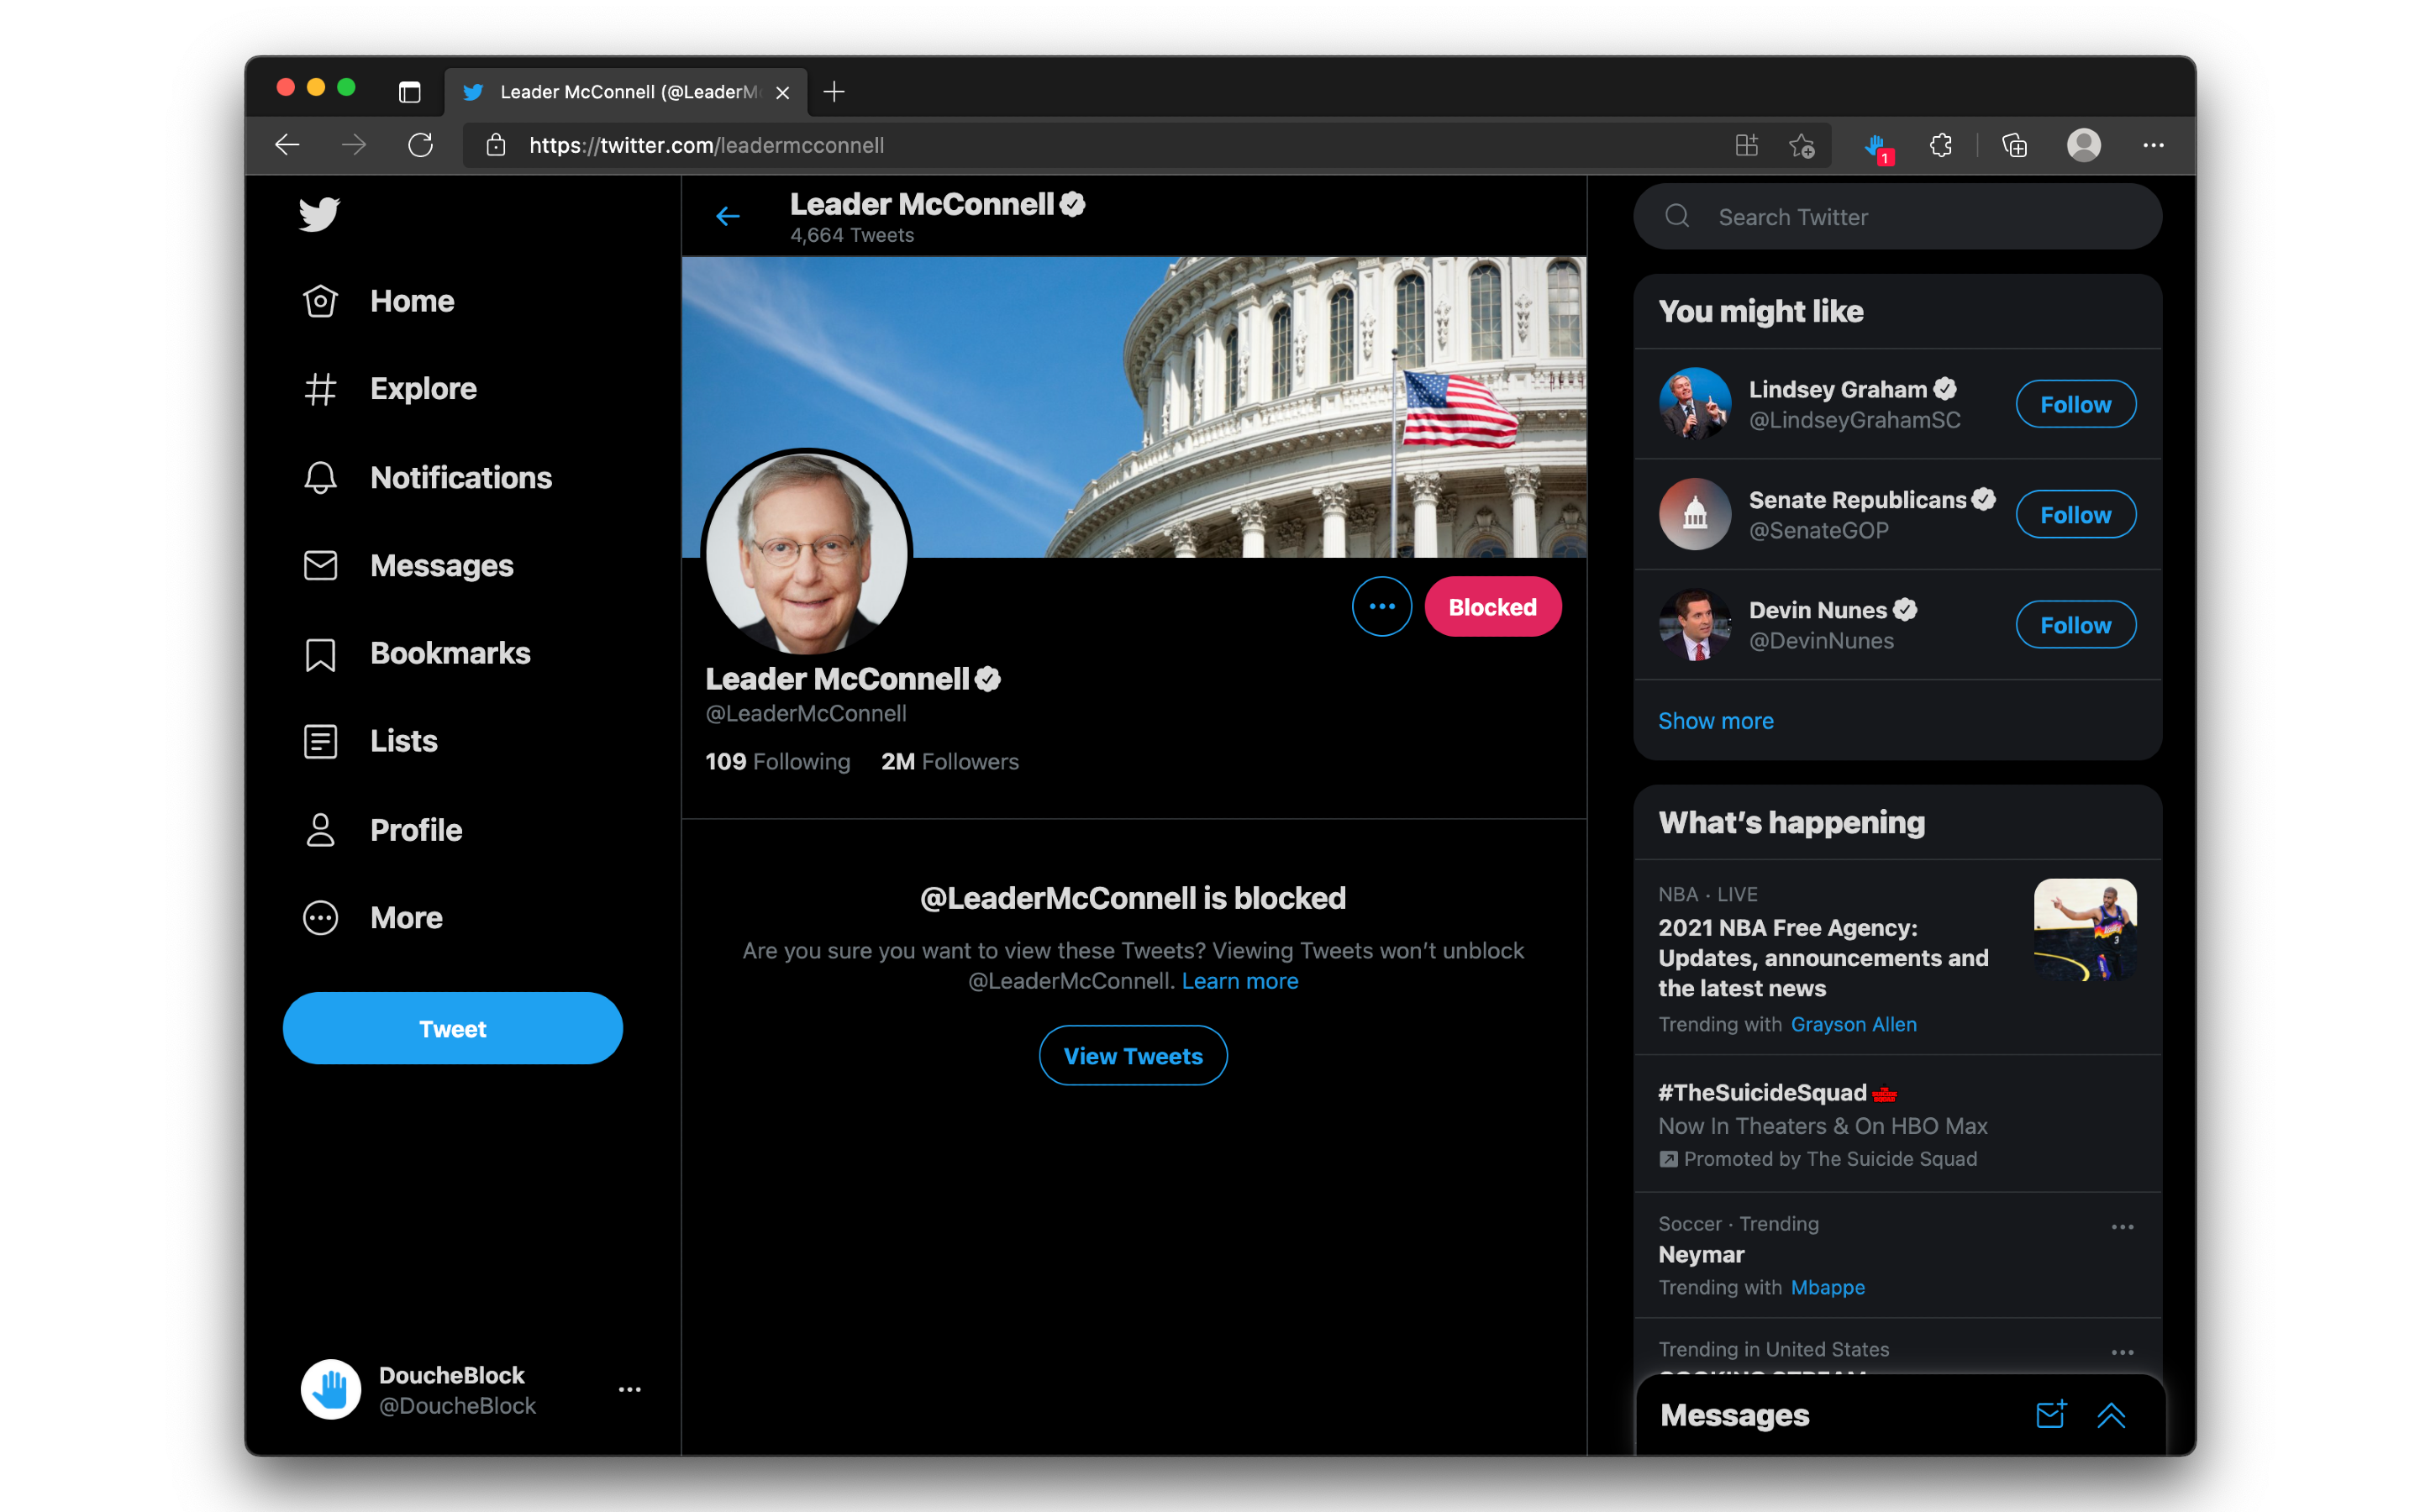 Leader McConnell (@LeaderM
https://twitter.com/leadermcconnell
1
Home
Explore
Notifications
Messages
Bookmarks
Lists
Profile
More
Tweet
DoucheBlock
@DoucheBlock
Leader McConnell
4,664 Tweets
Blocked
Leader McConnell
@LeaderMcConnell
109 Following 2M Followers
@LeaderMcConnell is blocked
Are you sure you want to view these Tweets? Viewing Tweets won’t unblock
@LeaderMcConnell. Learn more
View Tweets
Search Twitter
You might like
Lindsey Graham
@LindseyGrahamSC
Follow
Senate Republicans
@SenateGOP
Follow
Devin Nunes
@DevinNunes
Follow
Show more
What’s happening
NBA · LIVE
2021 NBA Free Agency:
Updates, announcements and
the latest news
Trending with Grayson Allen
#TheSuicideSquad
Now In Theaters & On HBO Max
Promoted by The Suicide Squad
Soccer · Trending
Neymar
Trending with Mbappe
Trending in United States
Messages